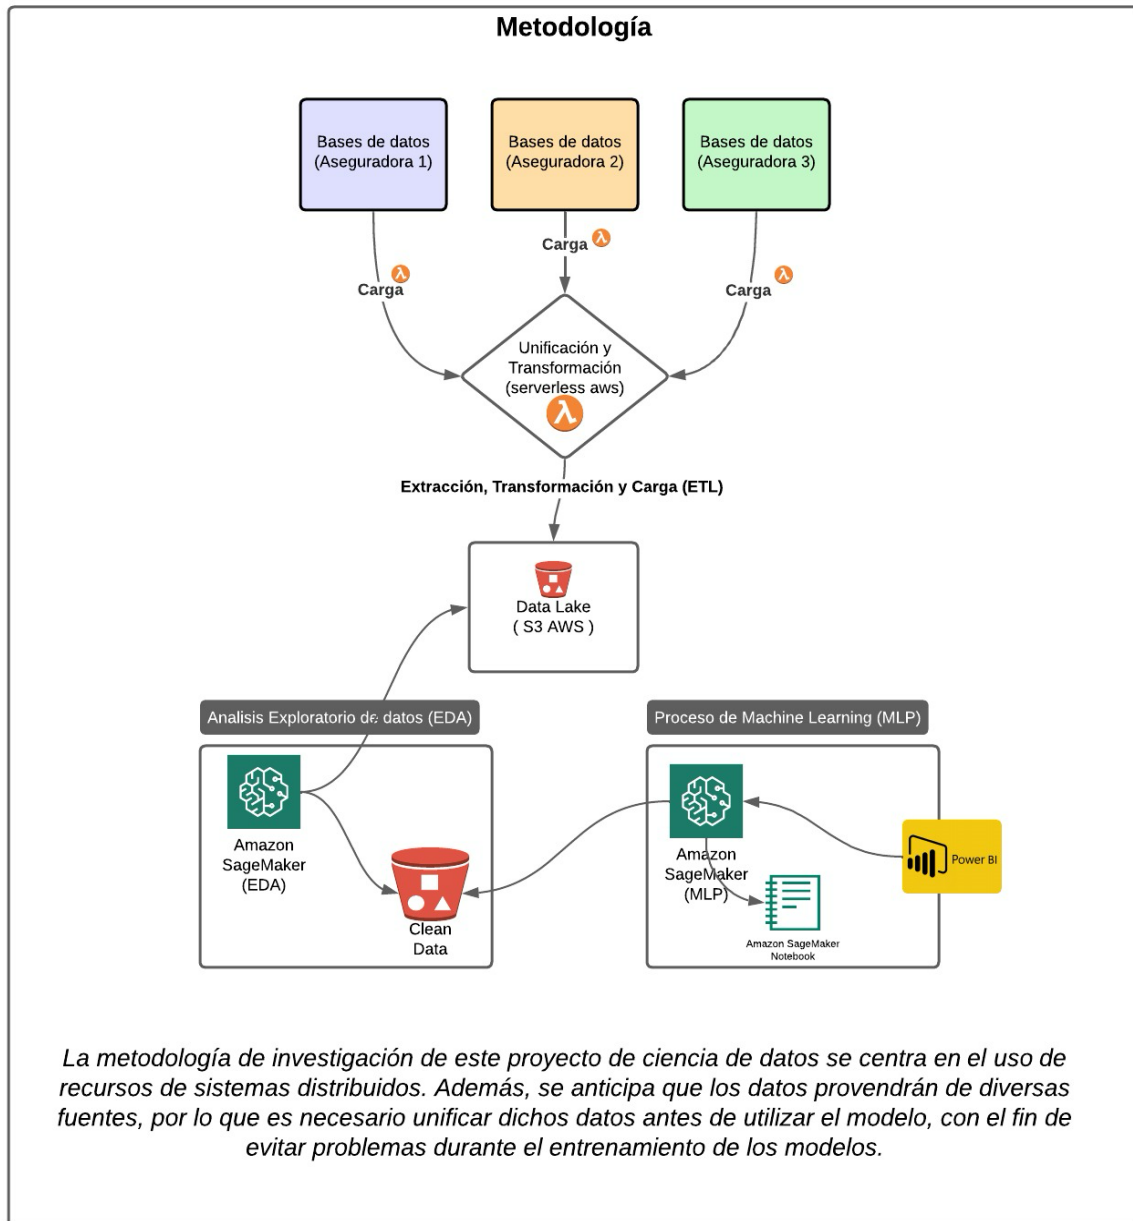 Metodología
Bases de datos
(Aseguradora 1)
Bases de datos
(Aseguradora 2)
Bases de datos
(Aseguradora 3)
Carga
Carga
Carga
Unificación y
Transformación
(serverless aws)
Extracción, Transformación y Carga (ETL)
Data Lake
( S3 AWS )
Analisis Exploratorio de datos (EDA)
Amazon
SageMaker
(EDA)
Clean
Data
Proceso de Machine Learning (MLP)
Amazon
SageMaker
(MLP)
Amazon SageMaker
Notebook
Power BI
La metodología de investigación de este proyecto de ciencia de datos se centra en el uso de
recursos de sistemas distribuidos. Además, se anticipa que los datos provendrán de diversas
fuentes, por lo que es necesario unificar dichos datos antes de utilizar el modelo, con el fin de
evitar problemas durante el entrenamiento de los modelos.